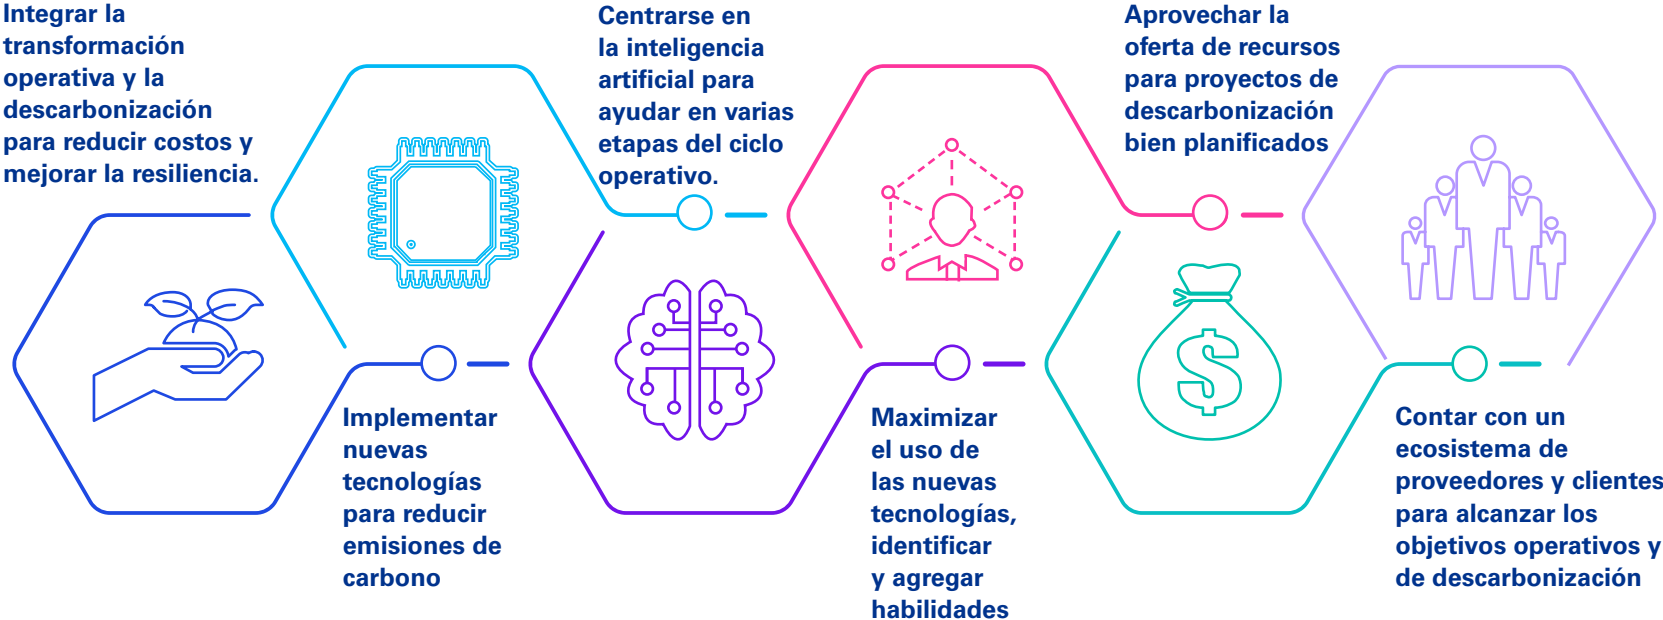 Integrar la
transformación
operativa y la
descarbonización
para reducir costos y
mejorar la resiliencia.
Implementar
nuevas
tecnologías
para reducir
emisiones de
carbono
Centrarse en
la inteligencia
artificial para
ayudar en varias
etapas del ciclo
operativo.
Maximizar
el uso de
las nuevas
tecnologías,
identificar
y agregar
habilidades
Aprovechar la
oferta de recursos
para proyectos de
descarbonización
bien planificados
$
Contar con un
ecosistema de
proveedores y clientes
para alcanzar los
objetivos operativos y
de descarbonización